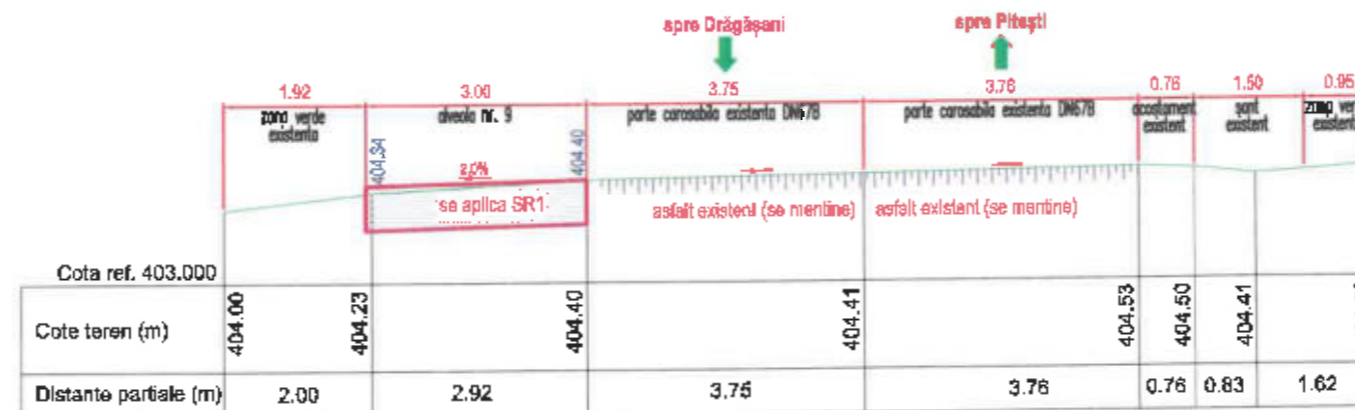 spre Drăgășani
spre Pitești
1.92 3.00 3.75 3.76 0.76 1.50 0.95
zona verde existenta
alveola nr. 9
parte carosabila existenta DN67B
parte carosabila existenta DN67B
acostament existent
sant existent
zona
404.34
404.40
2.0%
se aplica SR1
asfalt existent (se mentine)
asfalt existent (se mentine)
Cota ref. 403.000
Cote teren (m) 404.00 404.23 404.40 404.41 404.53 404.50 404.41
Distante partiale (m) 2.00 2.92 3.75 3.76 0.76 0.83 1.62